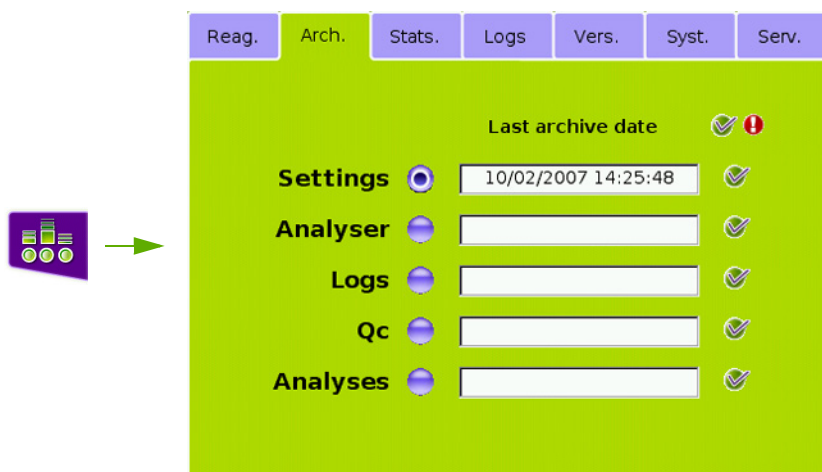 Reag. Arch. Stats. Logs Vers. Syst. Serv.
Last archive date
Settings 10/02/2007 14:25:48
Analyser
Logs
Qc
Analyses